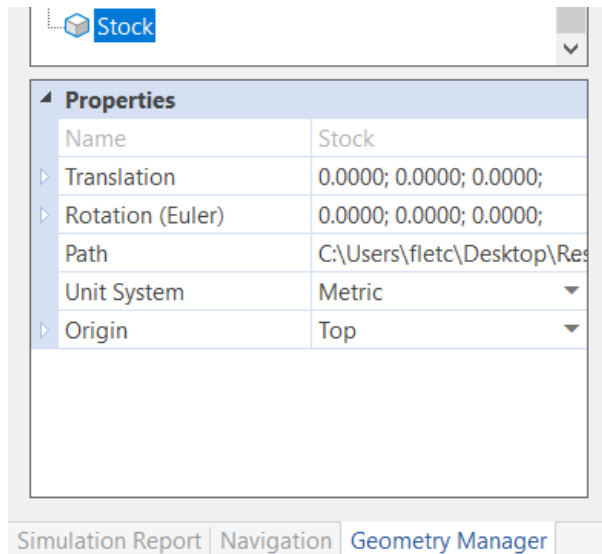 Stock
Properties
Name Stock
Translation 0.0000; 0.0000; 0.0000;
Rotation (Euler) 0.0000; 0.0000; 0.0000;
Path C:\Users\fletc\Desktop\Res
Unit System Metric
Origin Top
Simulation Report Navigation Geometry Manager